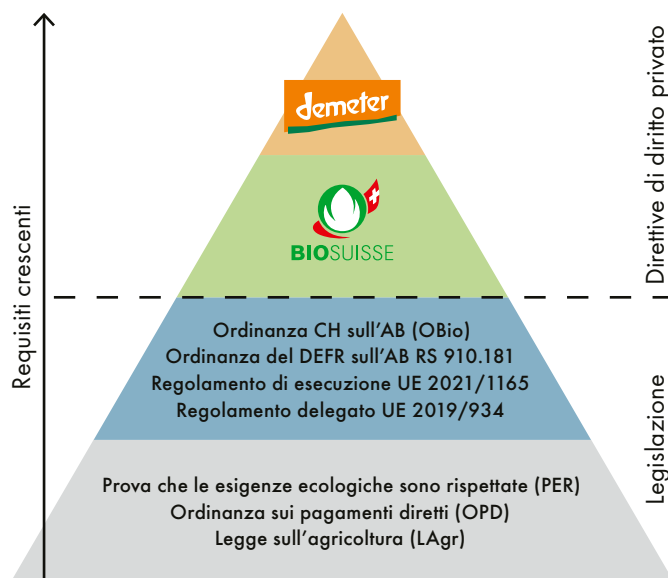 demeter
BIOSUISSE
Ordinanza CH sull'AB (OBio)
Ordinanza del DEFR sull'AB RS 910.181
Regolamento di esecuzione UE 2021/1165
Regolamento delegato UE 2019/934
Prova che le esigenze ecologiche sono rispettate (PER)
Ordinanza sui pagamenti diretti (OPD)
Legge sull'agricoltura (LAgr)
Requisiti crescenti
Direttive di diritto privato
Legislazione